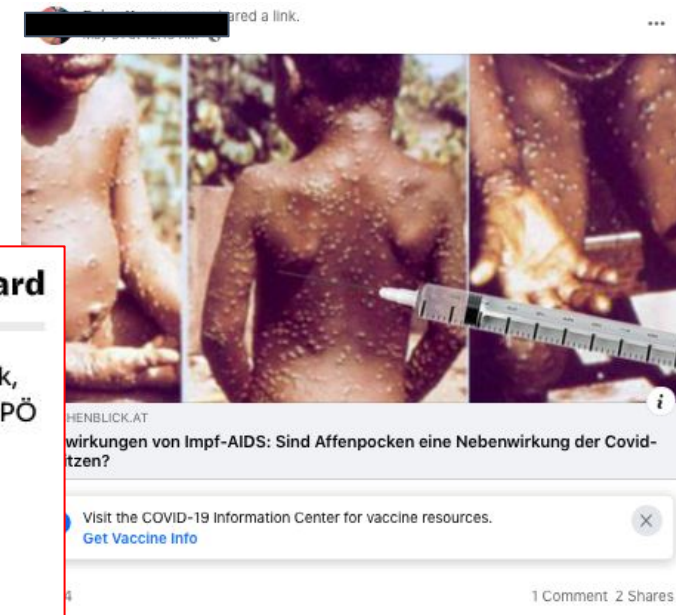 ared a link.
ard
k,
PÖ
HENBLICK.AT
wirkungen von Impf-AIDS: Sind Affenpocken eine Nebenwirkung der Covid-
itzen?
Visit the COVID-19 Information Center for vaccine resources.
Get Vaccine Info
4
1 Comment 2 Shares